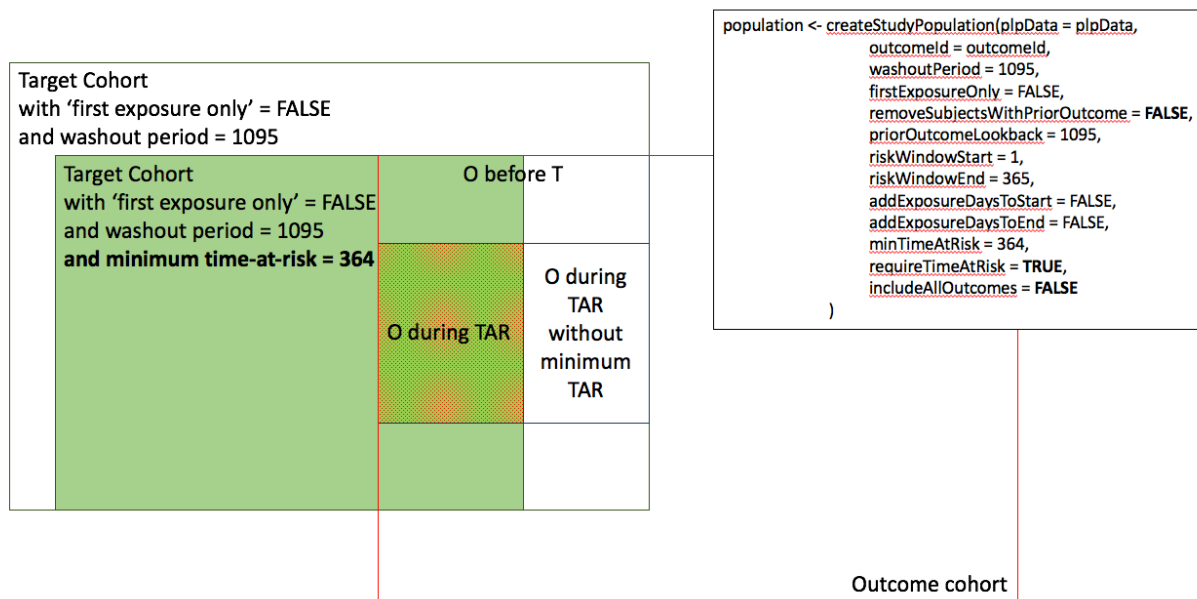 population <- createStudyPopulation(plpData = plpData,
outcomeId = outcomeId,
washoutPeriod = 1095,
firstExposureOnly = FALSE,
removeSubjectsWithPriorOutcome = FALSE,
priorOutcomeLookback = 1095,
riskWindowStart = 1,
riskWindowEnd = 365,
addExposureDaysToStart = FALSE,
addExposureDaysToEnd = FALSE,
minTimeAtRisk = 364,
requireTimeAtRisk = TRUE,
includeAllOutcomes = FALSE
)
Target Cohort
with ‘first exposure only’ = FALSE
and washout period = 1095
Target Cohort
with ‘first exposure only’ = FALSE
and washout period = 1095
and minimum time-at-risk = 364
O before T
O during TAR
O during
TAR
without
minimum
TAR
Outcome cohort